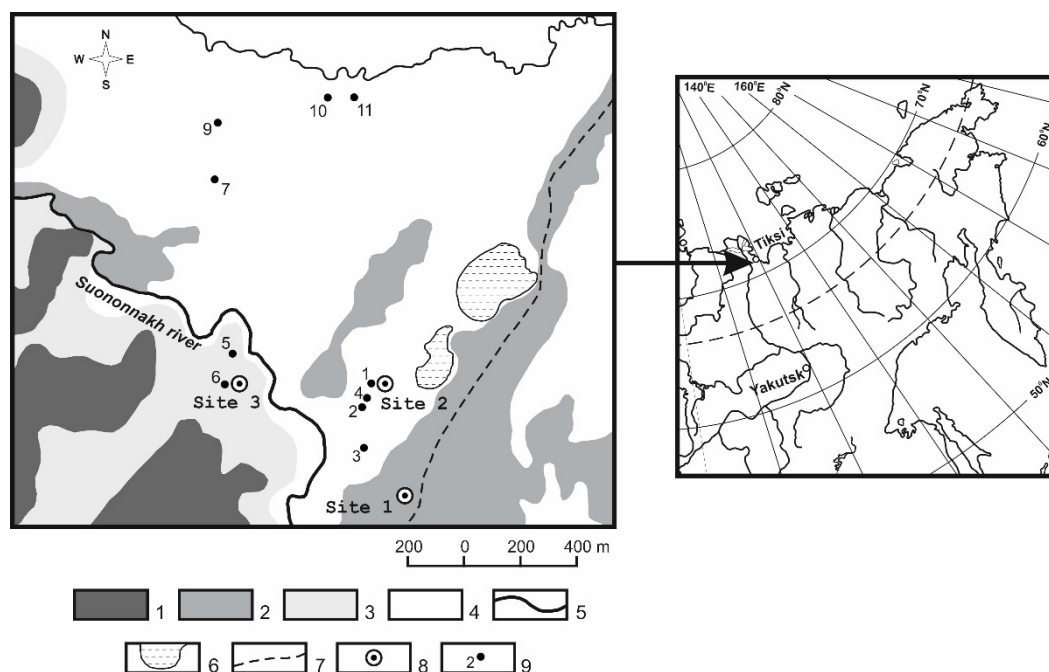 N
W E
S
10 11
9
7
Suononnakh river
5
6
Site 3
1
4
2
Site 2
3
Site 1
140°E
160°E
80°N
70°N
60°N
50°N
Tiksi
Yakutsk
200 0 200 400 m
1 2 3 4 5
6 7 8 2 9